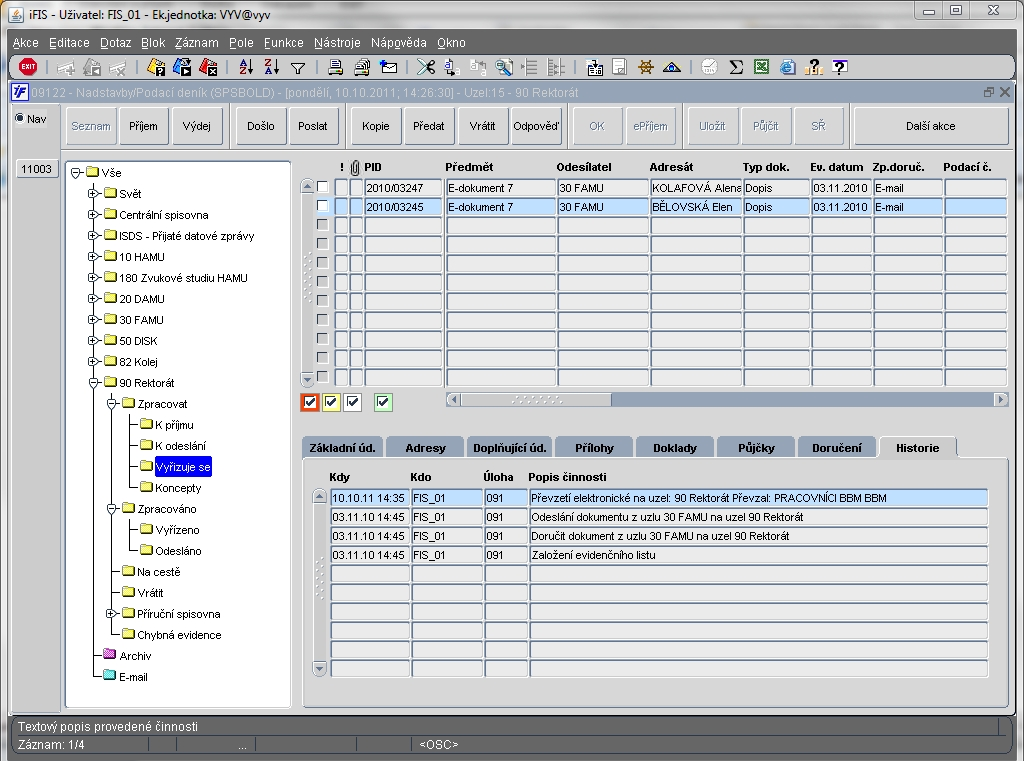 iFIS - Uživatel: FIS_01 - Ek.jednotka: VYV@vyv
Akce Editace Dotaz Blok Záznam Pole Funkce Nástroje Nápověda Okno
EXIT
09122 - Nadstavby/Podací deník (SPSBOLD) - [pondělí, 10.10.2011; 14:26:30] - Uzel:15 - 90 Rektorát
Nav
Seznam Příjem Výdej Došlo Poslat Kopie Předat Vrátit Odpověď OK ePříjem Uložit Půjčit SŘ Další akce
11003
Vše
Svět
Centrální spisovna
ISDS - Přijaté datové zprávy
10 HAMU
180 Zvukové studiu HAMU
20 DAMU
30 FAMU
50 DISK
82 Kolej
90 Rektorát
Zpracovat
K příjmu
K odeslání
Vyřizuje se
Koncepty
Zpracováno
Vyřízeno
Odesláno
Na cestě
Vrátit
Příruční spisovna
Chybná evidence
Archiv
E-mail
! PID Předmět Odesílatel Adresát Typ dok. Ev. datum Zp.doruč. Podací č.
2010/03247 E-dokument 7 30 FAMU KOLAFOVÁ Alena Dopis 03.11.2010 E-mail
2010/03245 E-dokument 7 30 FAMU BĚLOVSKÁ Elen Dopis 03.11.2010 E-mail
Základní úd. Adresy Doplňující úd. Přílohy Doklady Půjčky Doručení Historie
Kdy Kdo Úloha Popis činnosti
10.10.11 14:35 FIS_01 091 Převzetí elektronické na uzel: 90 Rektorát Převzal: PRACOVNÍCI BBM BBM
03.11.10 14:45 FIS_01 091 Odeslání dokumentu z uzlu 30 FAMU na uzel 90 Rektorát
03.11.10 14:45 FIS_01 091 Doručit dokument z uzlu 30 FAMU na uzel 90 Rektorát
03.11.10 14:45 FIS_01 091 Založení evidenčního listu
Textový popis provedené činnosti
Záznam: 1/4 ... <OSC>